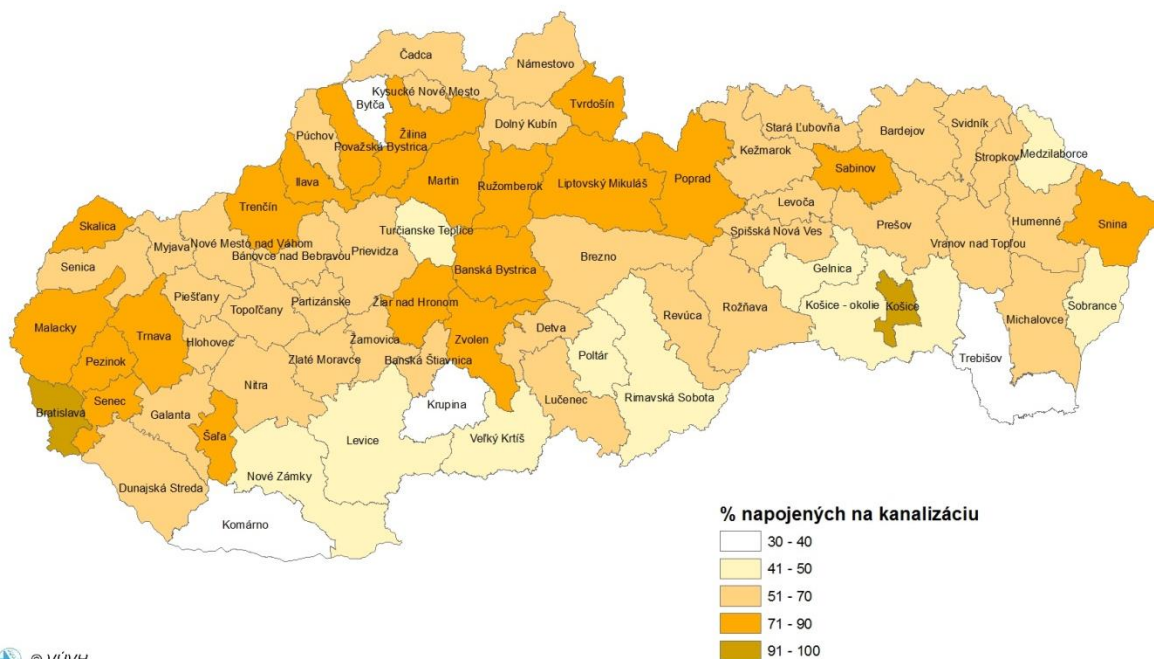 Čadca
Námestovo
Kysucké Nové Mesto
Bytča
Tvrdošín
Púchov
Žilina
Dolný Kubín
Považská Bystrica
Stará Ľubovňa
Bardejov
Svidník
Stropkov
Medzilaborce
Kežmarok
Ilava
Martin
Ružomberok
Liptovský Mikuláš
Poprad
Sabinov
Trenčín
Levoča
Skalica
Turčianske Teplice
Prešov
Humenné
Snina
Myjava
Nové Mesto nad Váhom
Bánovce nad Bebravou
Prievidza
Spišská Nová Ves
Vranov nad Topľou
Senica
Banská Bystrica
Brezno
Gelnica
Piešťany
Topoľčany
Partizánske
Žiar nad Hronom
Košice - okolie
Košice
Sobrance
Malacky
Trnava
Hlohovec
Žarnovica
Zvolen
Detva
Revúca
Rožňava
Michalovce
Pezinok
Zlaté Moravce
Banská Štiavnica
Poltár
Trebišov
Nitra
Senec
Bratislava
Galanta
Krupina
Lučenec
Rimavská Sobota
Šaľa
Levice
Veľký Krtíš
Nové Zámky
Dunajská Streda
Komárno
% napojených na kanalizáciu
30 - 40
41 - 50
51 - 70
71 - 90
91 - 100
© VÚVH